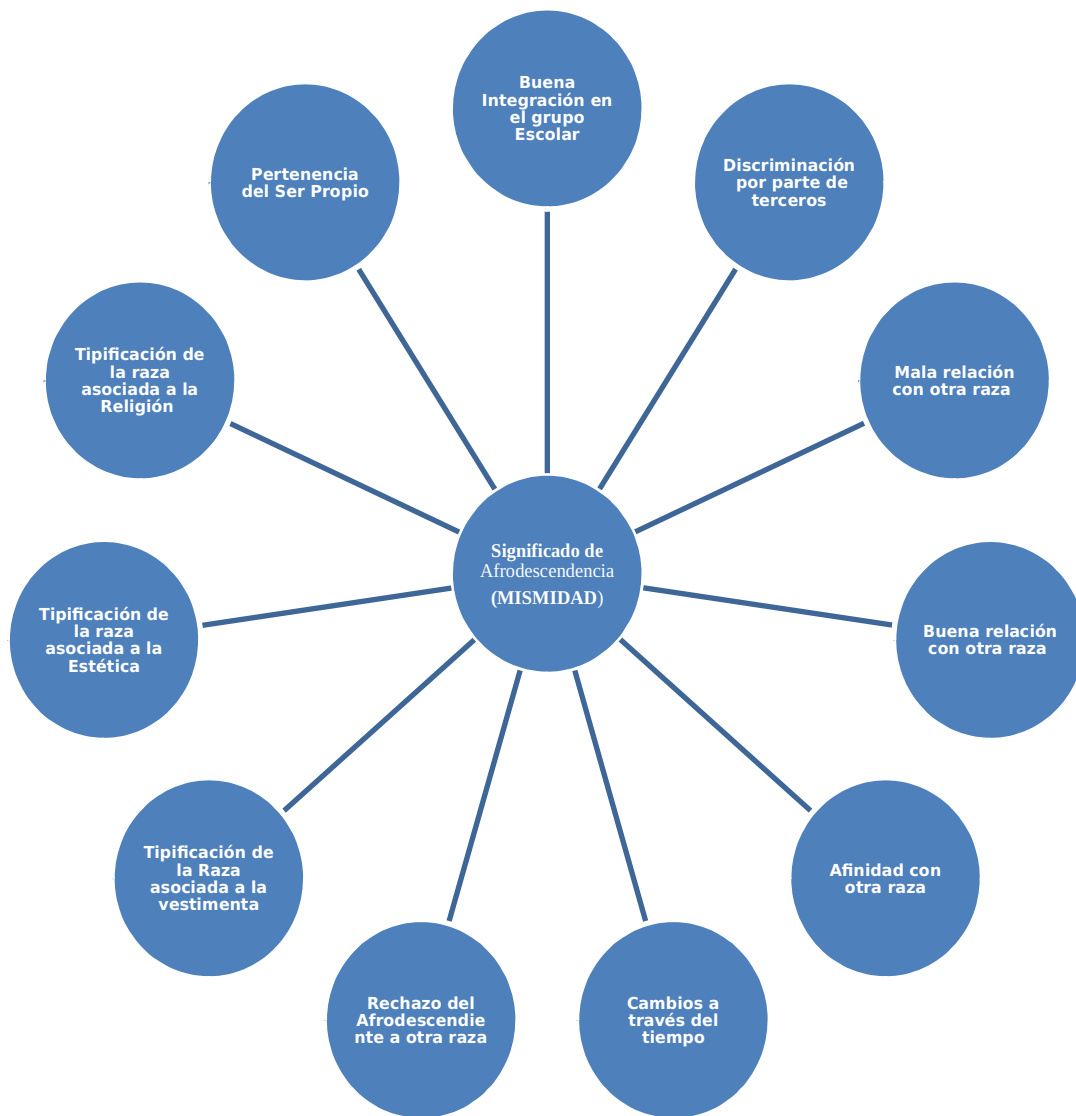 Buena
Integración en
el grupo
Escolar
Discriminación
por parte de
terceros
Mala relación
con otra raza
Buena relación
con otra raza
Afinidad con
otra raza
Cambios a
través del
tiempo
Rechazo del
Afrodescendie
nte a otra raza
Tipificación de
la Raza
asociada a la
vestimenta
Tipificación de
la raza
asociada a la
Estética
Tipificación de
la raza
asociada a la
Religión
Pertenencia
del Ser Propio
Significado de
Afrodescendencia
(MISMIDAD)